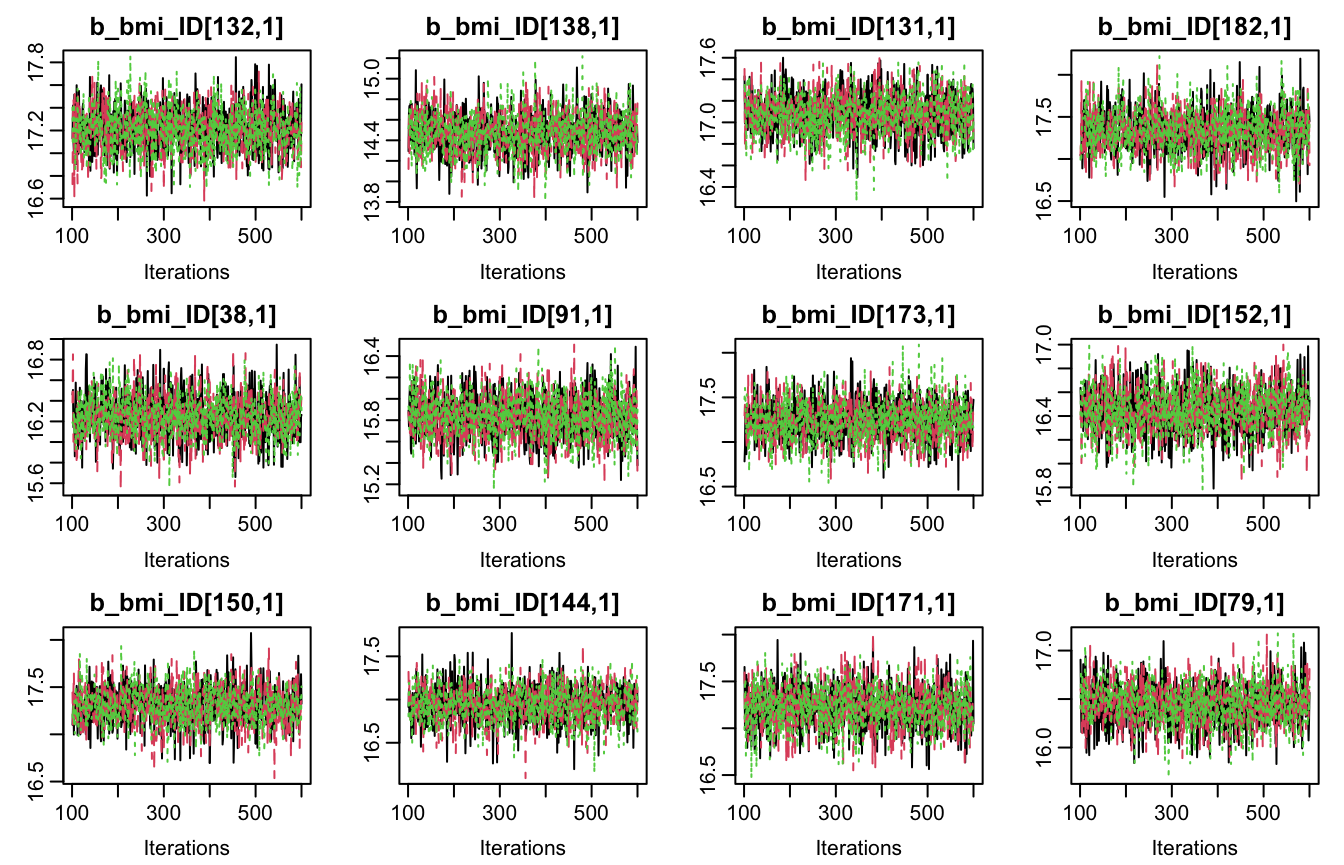 b_bmi_ID[132,1] b_bmi_ID[138,1] b_bmi_ID[131,1] b_bmi_ID[182,1]
16.6 17.2 17.8 13.8 14.4 15.0 16.4 17.0 17.6 16.5 17.5
100 300 500 100 300 500 100 300 500 100 300 500
Iterations Iterations Iterations Iterations
b_bmi_ID[38,1] b_bmi_ID[91,1] b_bmi_ID[173,1] b_bmi_ID[152,1]
15.6 16.2 16.8 15.2 15.8 16.4 16.5 17.5 15.8 16.4 17.0
100 300 500 100 300 500 100 300 500 100 300 500
Iterations Iterations Iterations Iterations
b_bmi_ID[150,1] b_bmi_ID[144,1] b_bmi_ID[171,1] b_bmi_ID[79,1]
16.5 17.5 16.5 17.5 16.5 17.5 16.0 17.0
100 300 500 100 300 500 100 300 500 100 300 500
Iterations Iterations Iterations Iterations